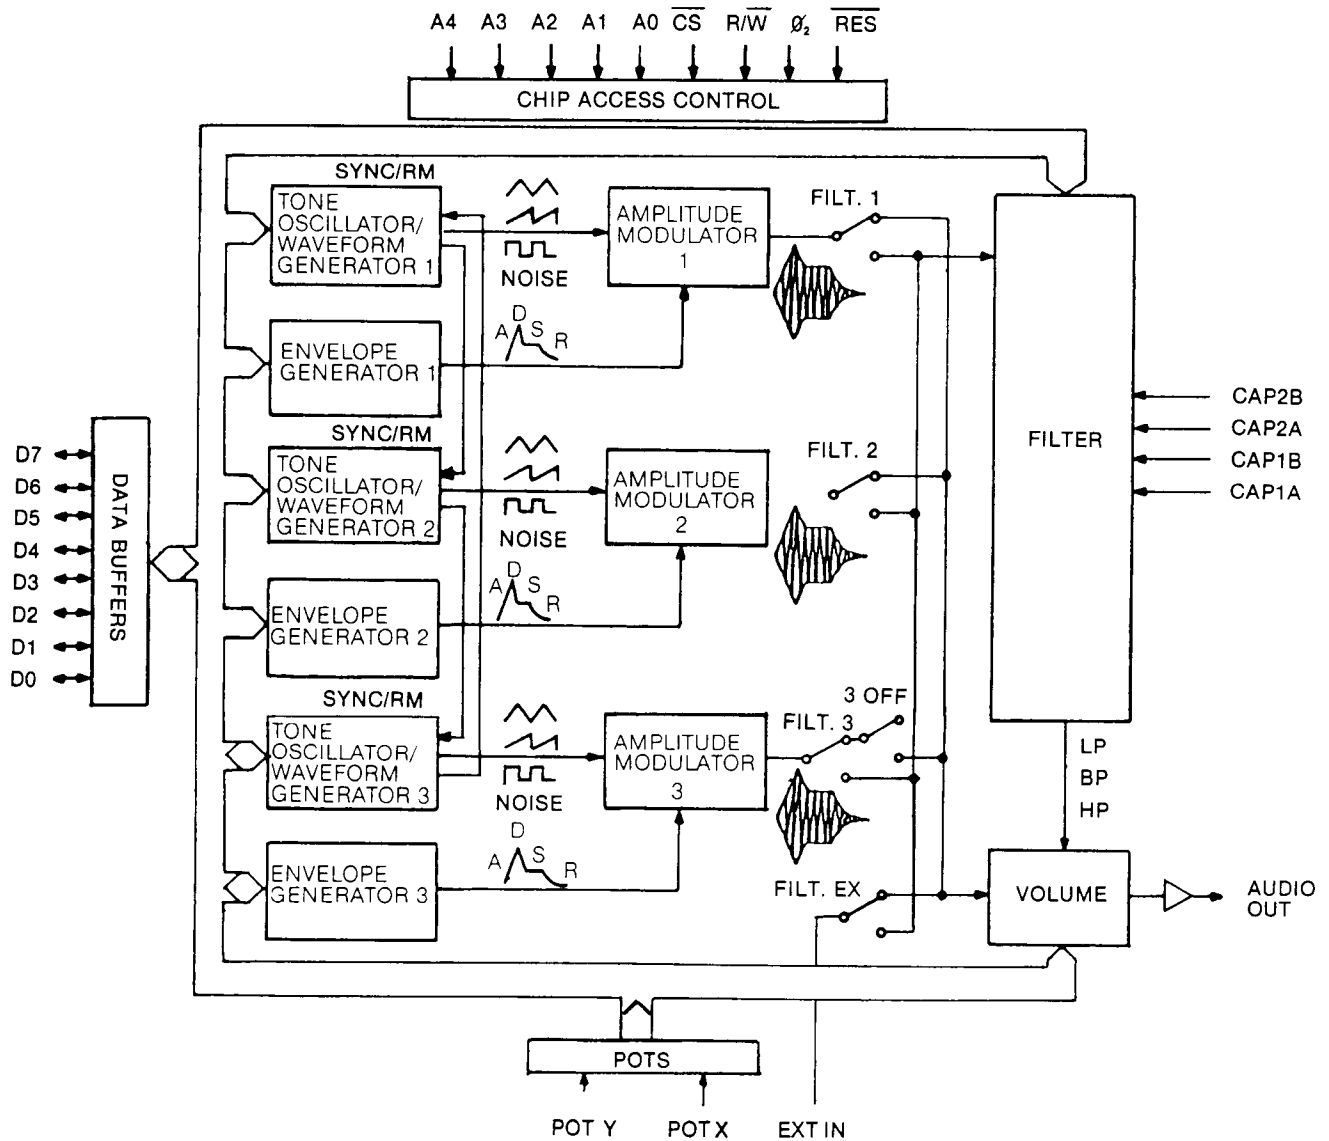 A4 A3 A2 A1 A0 C̅S̅ R/W̅ Ø₂ R̅E̅S̅
CHIP ACCESS CONTROL
SYNC/RM
TONE
OSCILLATOR/
WAVEFORM
GENERATOR 1
NOISE
AMPLITUDE
MODULATOR
1
FILT. 1
ENVELOPE
GENERATOR 1
A D S R
SYNC/RM
TONE
OSCILLATOR/
WAVEFORM
GENERATOR 2
NOISE
AMPLITUDE
MODULATOR
2
FILT. 2
ENVELOPE
GENERATOR 2
A D S R
SYNC/RM
TONE
OSCILLATOR/
WAVEFORM
GENERATOR 3
NOISE
AMPLITUDE
MODULATOR
3
FILT. 3
3 OFF
ENVELOPE
GENERATOR 3
A D S R
FILT. EX
D7
D6
D5
D4
D3
D2
D1
D0
DATA BUFFERS
FILTER
CAP2B
CAP2A
CAP1B
CAP1A
LP
BP
HP
VOLUME
AUDIO
OUT
POTS
POT Y POT X EXT IN